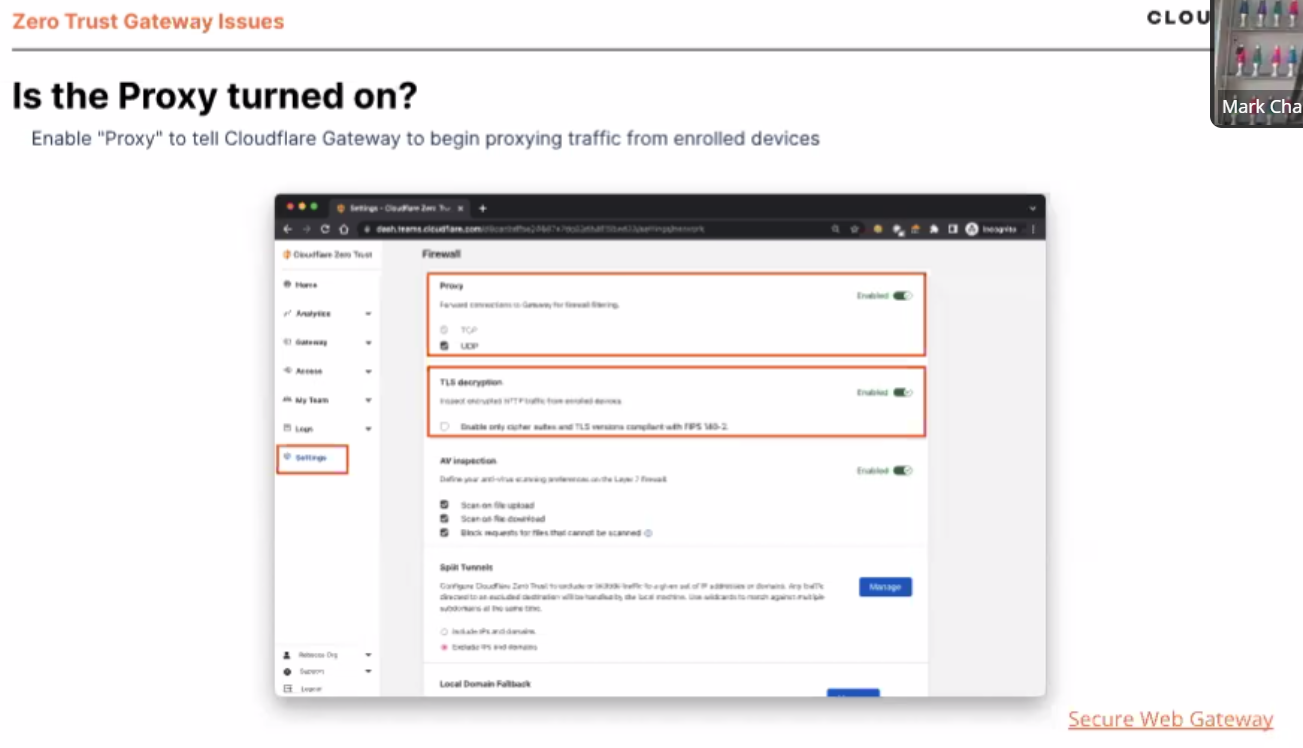 Zero Trust Gateway Issues
CLOU
Mark Cha
Is the Proxy turned on?
Enable "Proxy" to tell Cloudflare Gateway to begin proxying traffic from enrolled devices
Settings - Cloudflare Zero Tru
dash.teams.cloudflare.com/
Incognito
Cloudflare Zero Trust
Home
Analytics
Gateway
Access
My Team
Logs
Settings
Rebecca Org
Support
Logout
Firewall
Proxy
Enabled
Forward connections to Gateway for firewall filtering.
TCP
UDP
TLS decryption
Enabled
Inspect encrypted HTTP traffic from enrolled devices.
Enable only cipher suites and TLS versions compliant with FIPS 140-2.
AV inspection
Enabled
Define your anti-virus scanning preferences on the Layer 7 firewall.
Scan on file upload
Scan on file download
Block requests for files that cannot be scanned
Split Tunnels
Configure Cloudflare Zero Trust to exclude or include traffic to a given set of IP addresses or domains. Any traffic
directed to an excluded destination will be handled by the local machine. Use wildcards to match against multiple
subdomains at the same time.
Manage
Include IPs and domains
Exclude IPs and domains
Local Domain Fallback
Secure Web Gateway